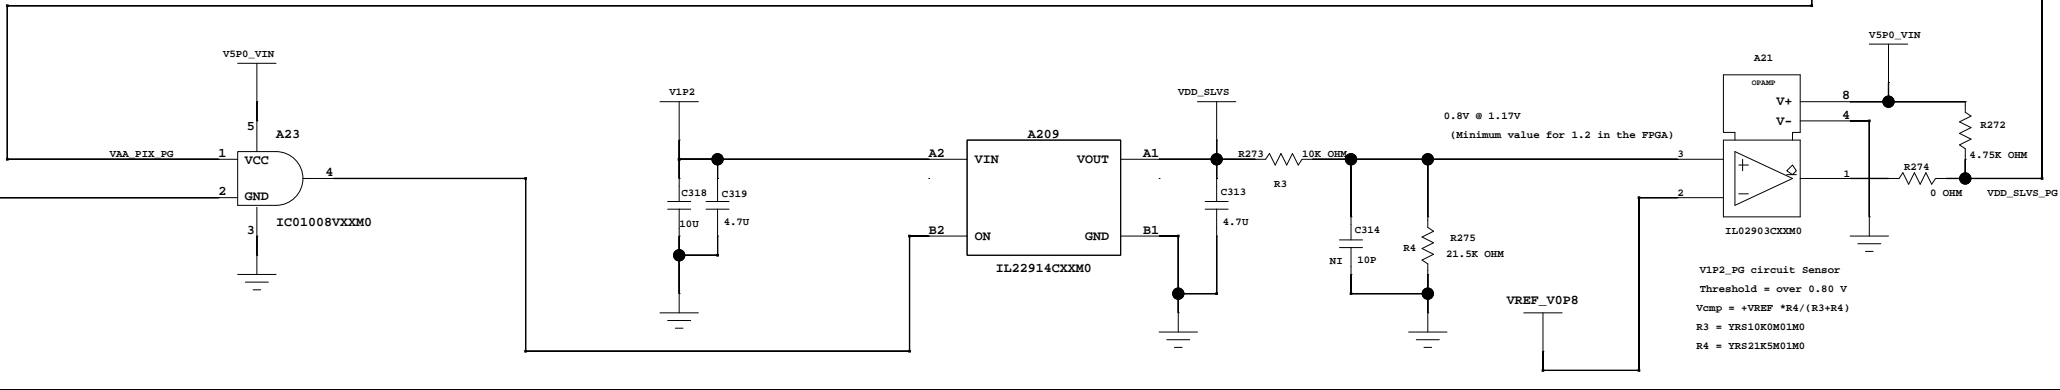 V5P0_VIN
5
A23
VAA_PIX_PG
1
VCC
4
2
GND
3
IC01008VXXM0
V1P2
C318
C319
10U
4.7U
A209
A2
VIN
VOUT
A1
B2
ON
GND
B1
IL22914CXXM0
VDD_SLVS
C313
4.7U
R273
10K OHM
R3
0.8V @ 1.17V
(Minimum value for 1.2 in the FPGA)
C314
NI
10P
R4
R275
21.5K OHM
VREF_V0P8
A21
OPAMP
V+
8
V-
4
3
+
2
-
1
IL02903CXXM0
V5P0_VIN
R272
4.75K OHM
R274
0 OHM
VDD_SLVS_PG
V1P2_PG circuit Sensor
Threshold = over 0.80 V
Vcmp = +VREF *R4/(R3+R4)
R3 = YRS10K0M01M0
R4 = YRS21K5M01M0